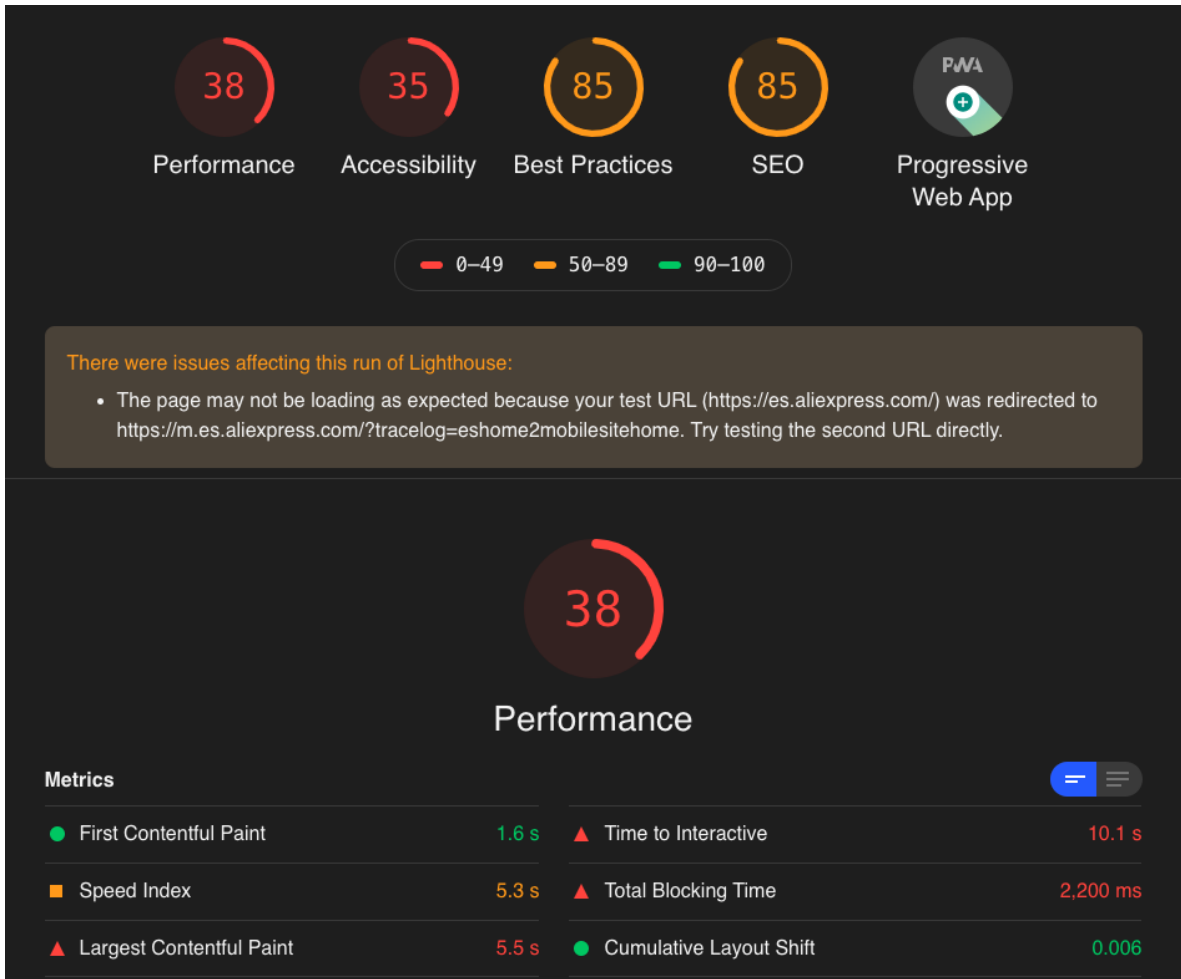 38
35
85
85
PWA
Performance
Accessibility
Best Practices
SEO
Progressive
Web App
0–49
50–89
90–100
There were issues affecting this run of Lighthouse:
• The page may not be loading as expected because your test URL (https://es.aliexpress.com/) was redirected to
https://m.es.aliexpress.com/?tracelog=eshome2mobilesitehome. Try testing the second URL directly.
38
Performance
Metrics
First Contentful Paint 1.6 s
Time to Interactive 10.1 s
Speed Index 5.3 s
Total Blocking Time 2,200 ms
Largest Contentful Paint 5.5 s
Cumulative Layout Shift 0.006